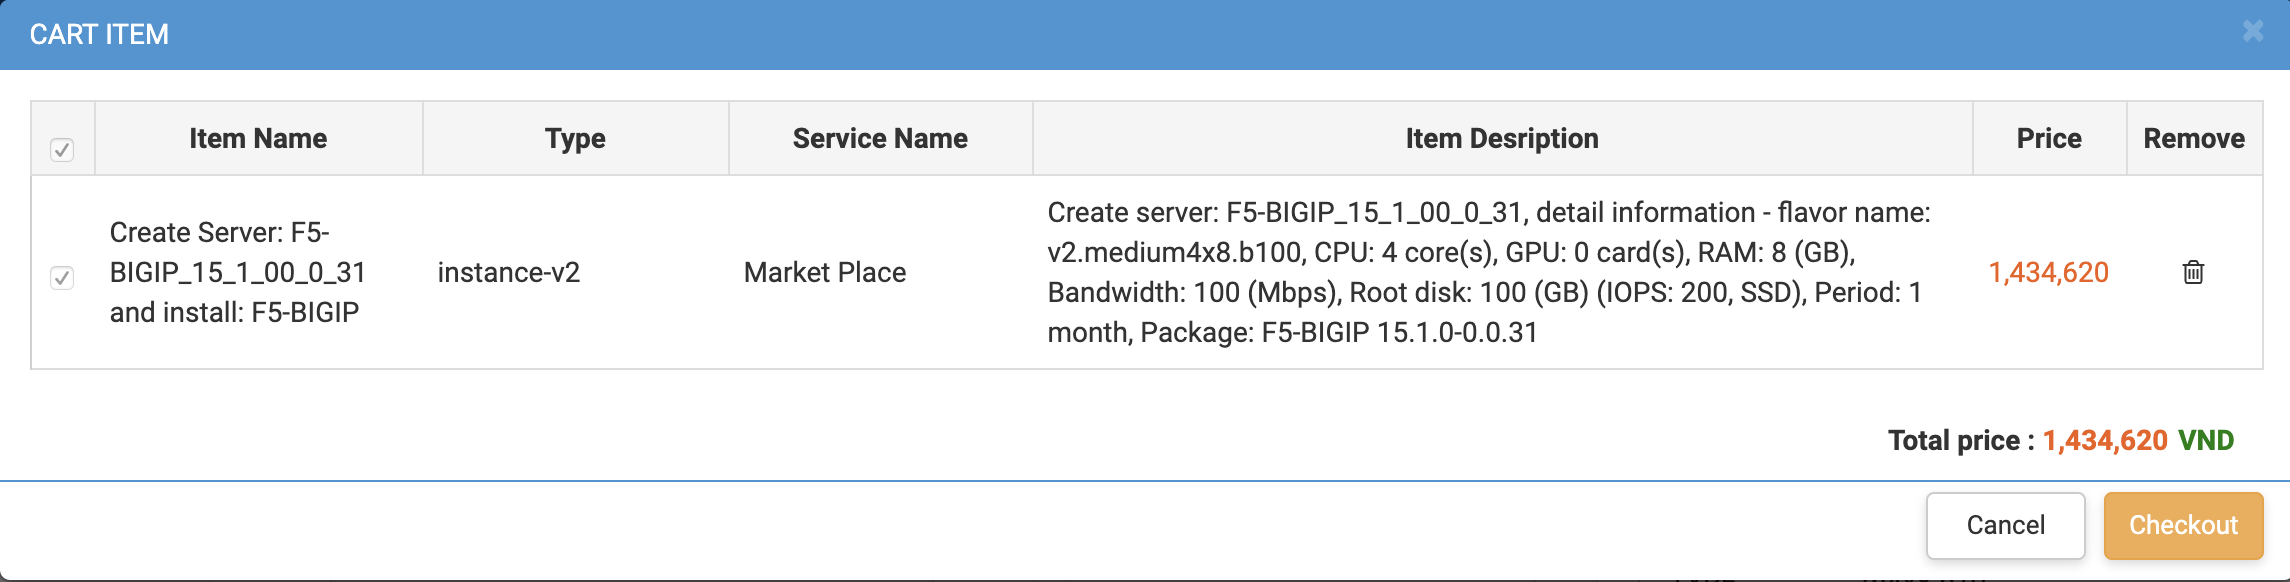 CART ITEM
Item Name
Type
Service Name
Item Desription
Price
Remove
Create Server: F5-
BIGIP_15_1_00_0_31
and install: F5-BIGIP
instance-v2
Market Place
Create server: F5-BIGIP_15_1_00_0_31, detail information - flavor name:
v2.medium4x8.b100, CPU: 4 core(s), GPU: 0 card(s), RAM: 8 (GB),
Bandwidth: 100 (Mbps), Root disk: 100 (GB) (IOPS: 200, SSD), Period: 1
month, Package: F5-BIGIP 15.1.0-0.0.31
1,434,620
Total price : 1,434,620 VND
Cancel
Checkout